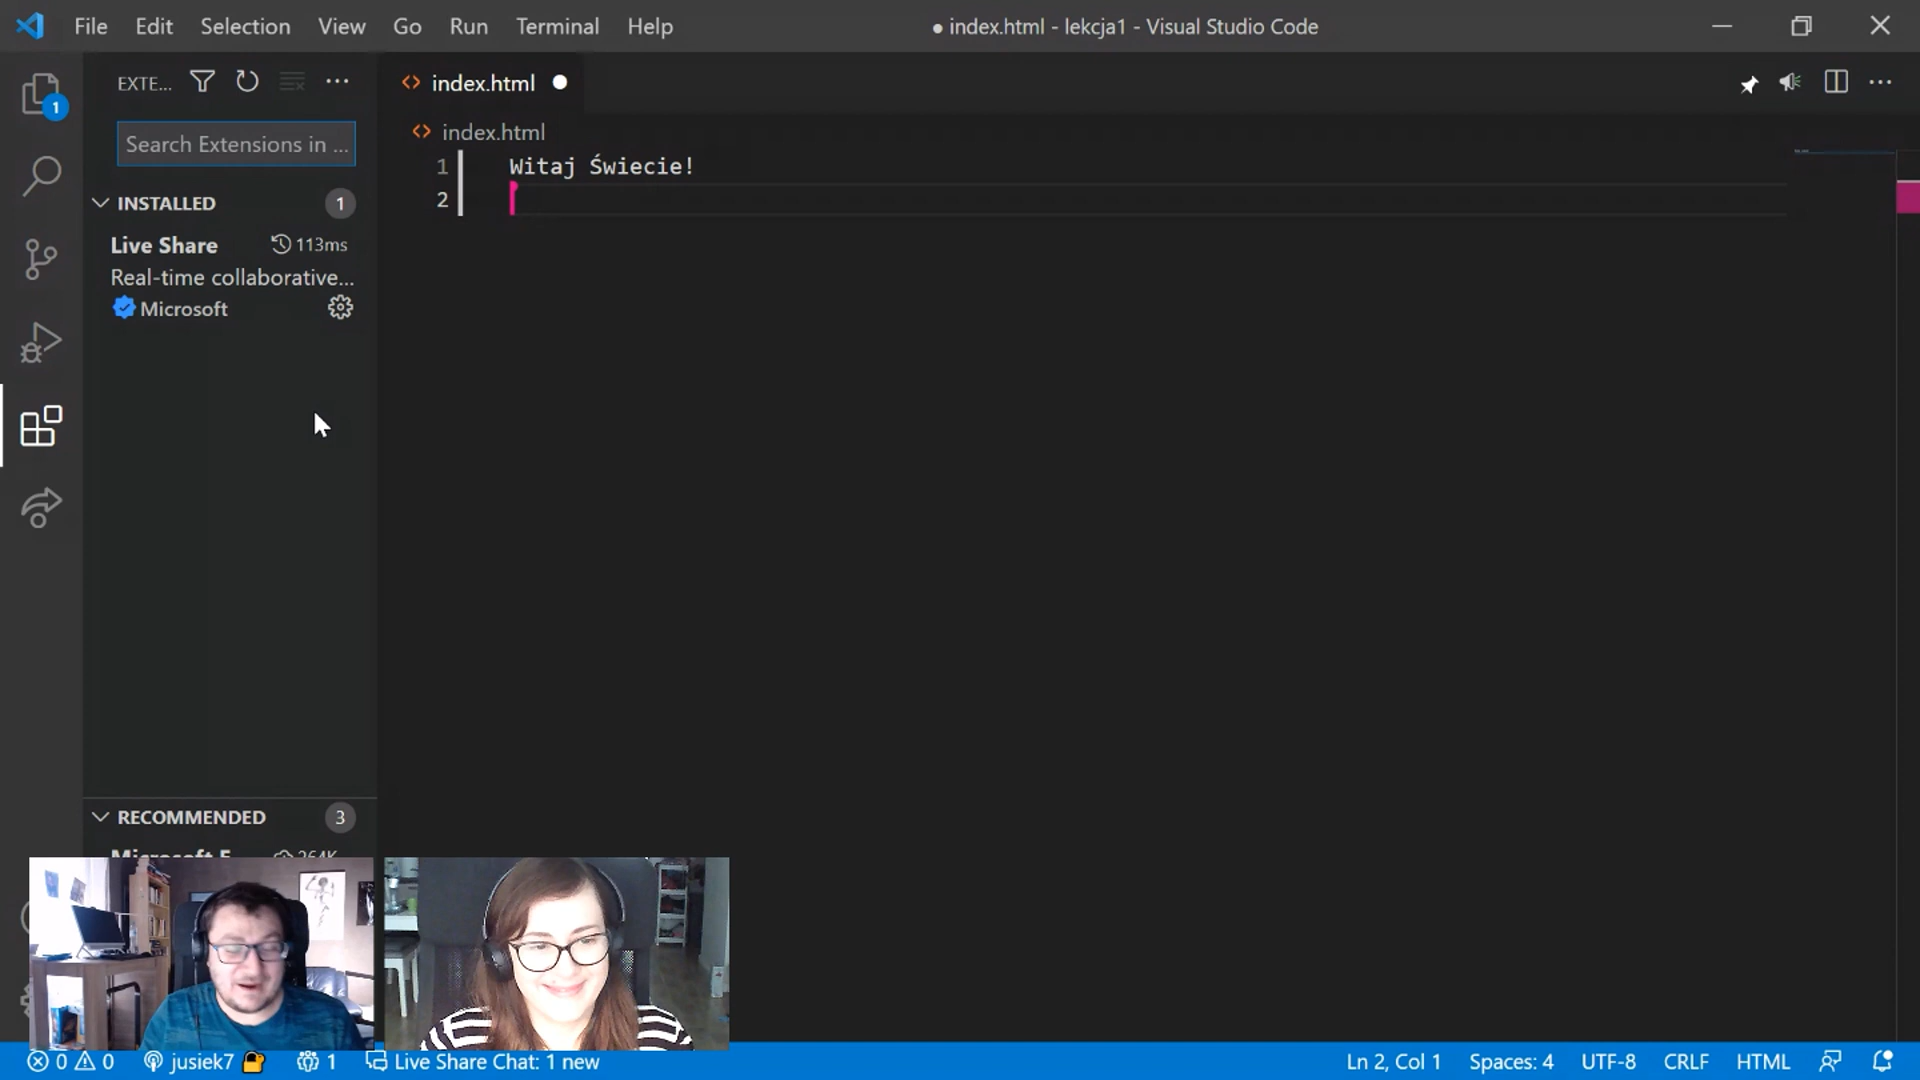 File Edit Selection View Go Run Terminal Help
● index.html - lekcja1 - Visual Studio Code
EXTE...
index.html
1
Search Extensions in ...
index.html
1 Witaj Świecie!
2
INSTALLED 1
Live Share 113ms
Real-time collaborative...
Microsoft
RECOMMENDED 3
0 0 jusiek7 1 Live Share Chat: 1 new
Ln 2, Col 1 Spaces: 4 UTF-8 CRLF HTML